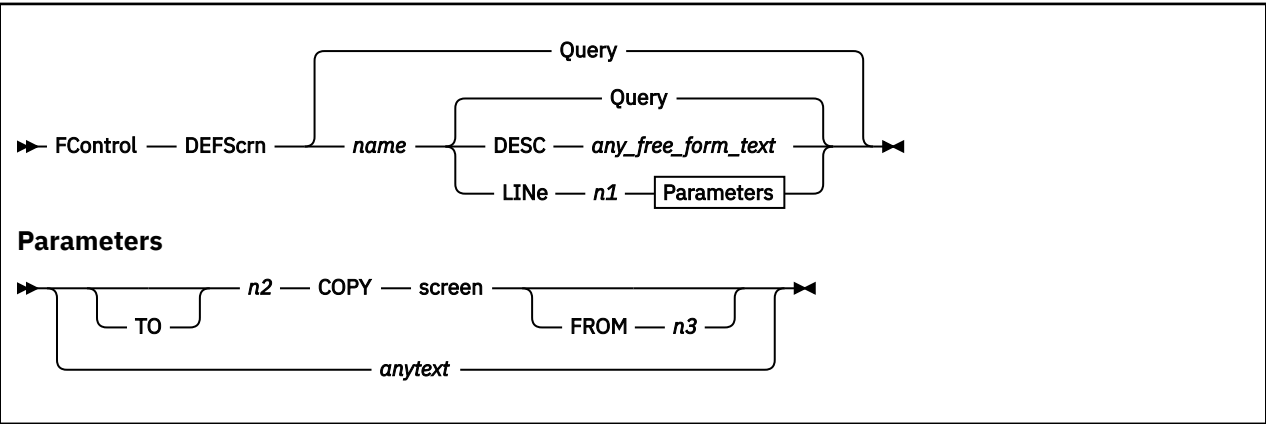 Query
Query
FControl DEFScrn name DESC any_free_form_text
LINe n1 Parameters
Parameters
n2 COPY screen
TO FROM n3
anytext